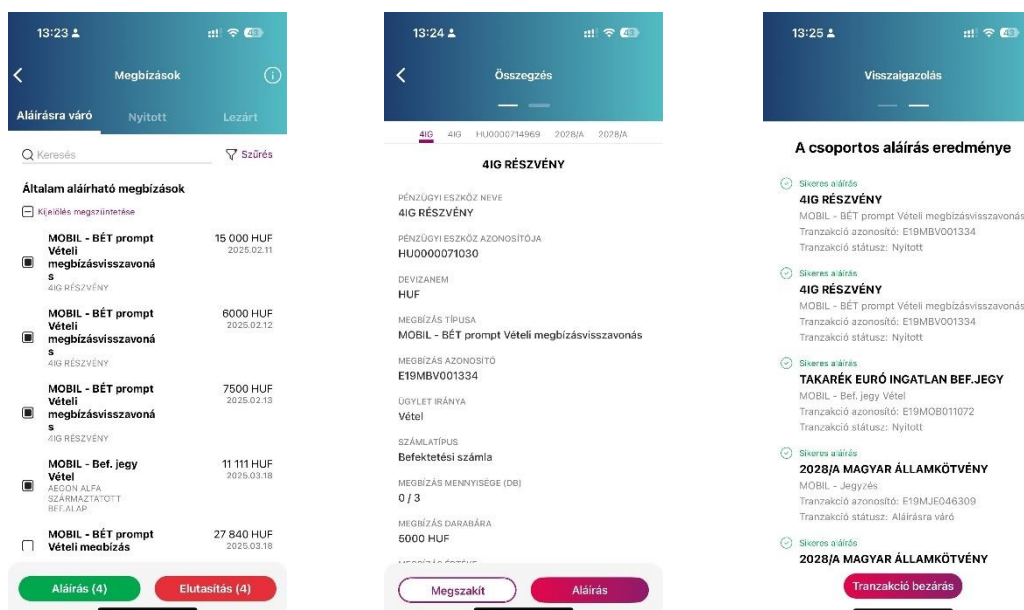 13:23
43
Megbízások
Aláírásra váró
Nyitott
Lezárt
Keresés
Szűrés
Általam aláírható megbízások
Kijelölés megszüntetése
MOBIL - BÉT prompt
Vételi
megbízásvisszavoná
s
4IG RÉSZVÉNY
15 000 HUF
2025.02.11
MOBIL - BÉT prompt
Vételi
megbízásvisszavoná
s
4IG RÉSZVÉNY
6000 HUF
2025.02.12
MOBIL - BÉT prompt
Vételi
megbízásvisszavoná
s
4IG RÉSZVÉNY
7500 HUF
2025.02.13
MOBIL - Bef. jegy
Vétel
AEGON ALFA
SZÁRMAZTATOTT
BEF.ALAP
11 111 HUF
2025.03.18
MOBIL - BÉT prompt
Vételi megbízás
27 840 HUF
2025.03.18
Aláírás (4)
Elutasítás (4)
13:24
43
Összegzés
4IG 4IG HU0000714969 2028/A 2028/A
4IG RÉSZVÉNY
PÉNZÜGYI ESZKÖZ NEVE
4IG RÉSZVÉNY
PÉNZÜGYI ESZKÖZ AZONOSÍTÓJA
HU0000071030
DEVIZANEM
HUF
MEGBÍZÁS TÍPUSA
MOBIL - BÉT prompt Vételi megbízásvisszavonás
MEGBÍZÁS AZONOSÍTÓ
E19MBV001334
ÜGYLET IRÁNYA
Vétel
SZÁMLATÍPUS
Befektetési számla
MEGBÍZÁS MENNYISÉGE (DB)
0 / 3
MEGBÍZÁS DARABÁRA
5000 HUF
MEGBÍZÁS ÉRTÉKE
Megszakít
Aláírás
13:25
43
Visszaigazolás
A csoportos aláírás eredménye
Sikeres aláírás
4IG RÉSZVÉNY
MOBIL - BÉT prompt Vételi megbízásvisszavonás
Tranzakció azonosító: E19MBV001334
Tranzakció státusz: Nyitott
Sikeres aláírás
4IG RÉSZVÉNY
MOBIL - BÉT prompt Vételi megbízásvisszavonás
Tranzakció azonosító: E19MBV001334
Tranzakció státusz: Nyitott
Sikeres aláírás
TAKARÉK EURÓ INGATLAN BEF.JEGY
MOBIL - Bef. jegy Vétel
Tranzakció azonosító: E19MOB011072
Tranzakció státusz: Nyitott
Sikeres aláírás
2028/A MAGYAR ÁLLAMKÖTVÉNY
MOBIL - Jegyzés
Tranzakció azonosító: E19MJE046309
Tranzakció státusz: Aláírásra váró
Sikeres aláírás
2028/A MAGYAR ÁLLAMKÖTVÉNY
Tranzakció bezárás